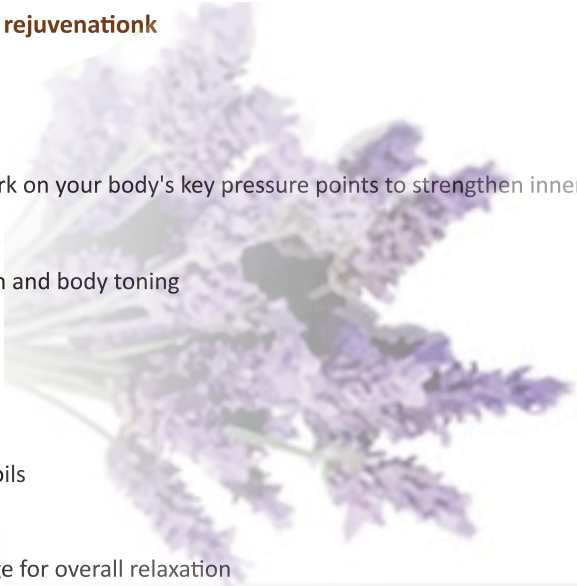 rejuvenationk
rk on your body's key pressure points to strengthen inner
n and body toning
oils
ge for overall relaxation